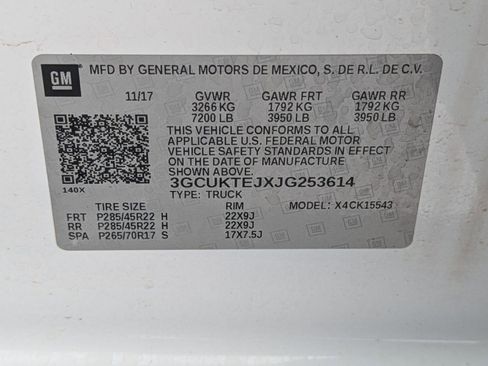 GM MFD BY GENERAL MOTORS DE MEXICO, S. DE R.L. DE C.V.
11/17 GVWR GAWR FRT GAWR RR
3266 KG 1792 KG 1792 KG
7200 LB 3950 LB 3950 LB
THIS VEHICLE CONFORMS TO ALL
APPLICABLE U.S. FEDERAL MOTOR
VEHICLE SAFETY STANDARDS IN EFFECT
ON THE DATE OF MANUFACTURE
SHOWN ABOVE.
3GCUKTEJXJG253614
140X TYPE: TRUCK MODEL: X4CK15543
TIRE SIZE RIM
FRT P285/45R22 H 22X9J
RR P285/45R22 H 22X9J
SPA P265/70R17 S 17X7.5J